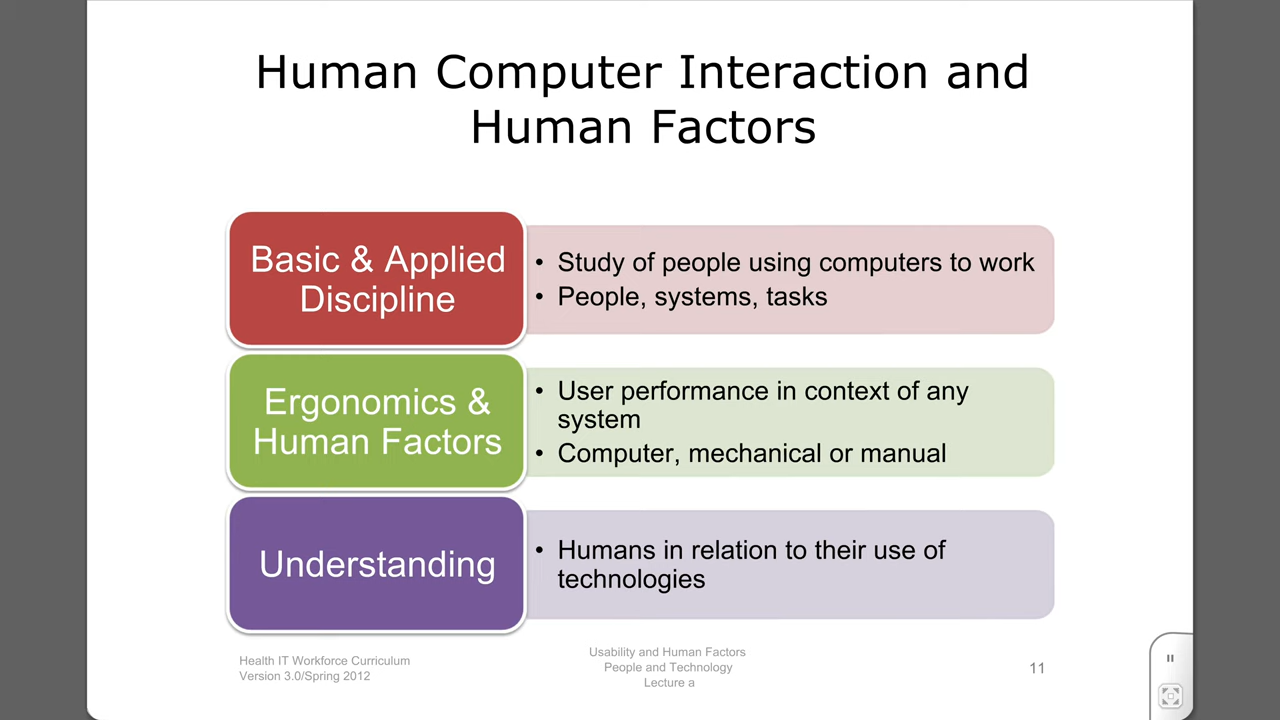 Human Computer Interaction and
Human Factors
Basic & Applied
Discipline
• Study of people using computers to work
• People, systems, tasks
Ergonomics &
Human Factors
• User performance in context of any
system
• Computer, mechanical or manual
Understanding
• Humans in relation to their use of
technologies
Health IT Workforce Curriculum
Version 3.0/Spring 2012
Usability and Human Factors
People and Technology
Lecture a
11